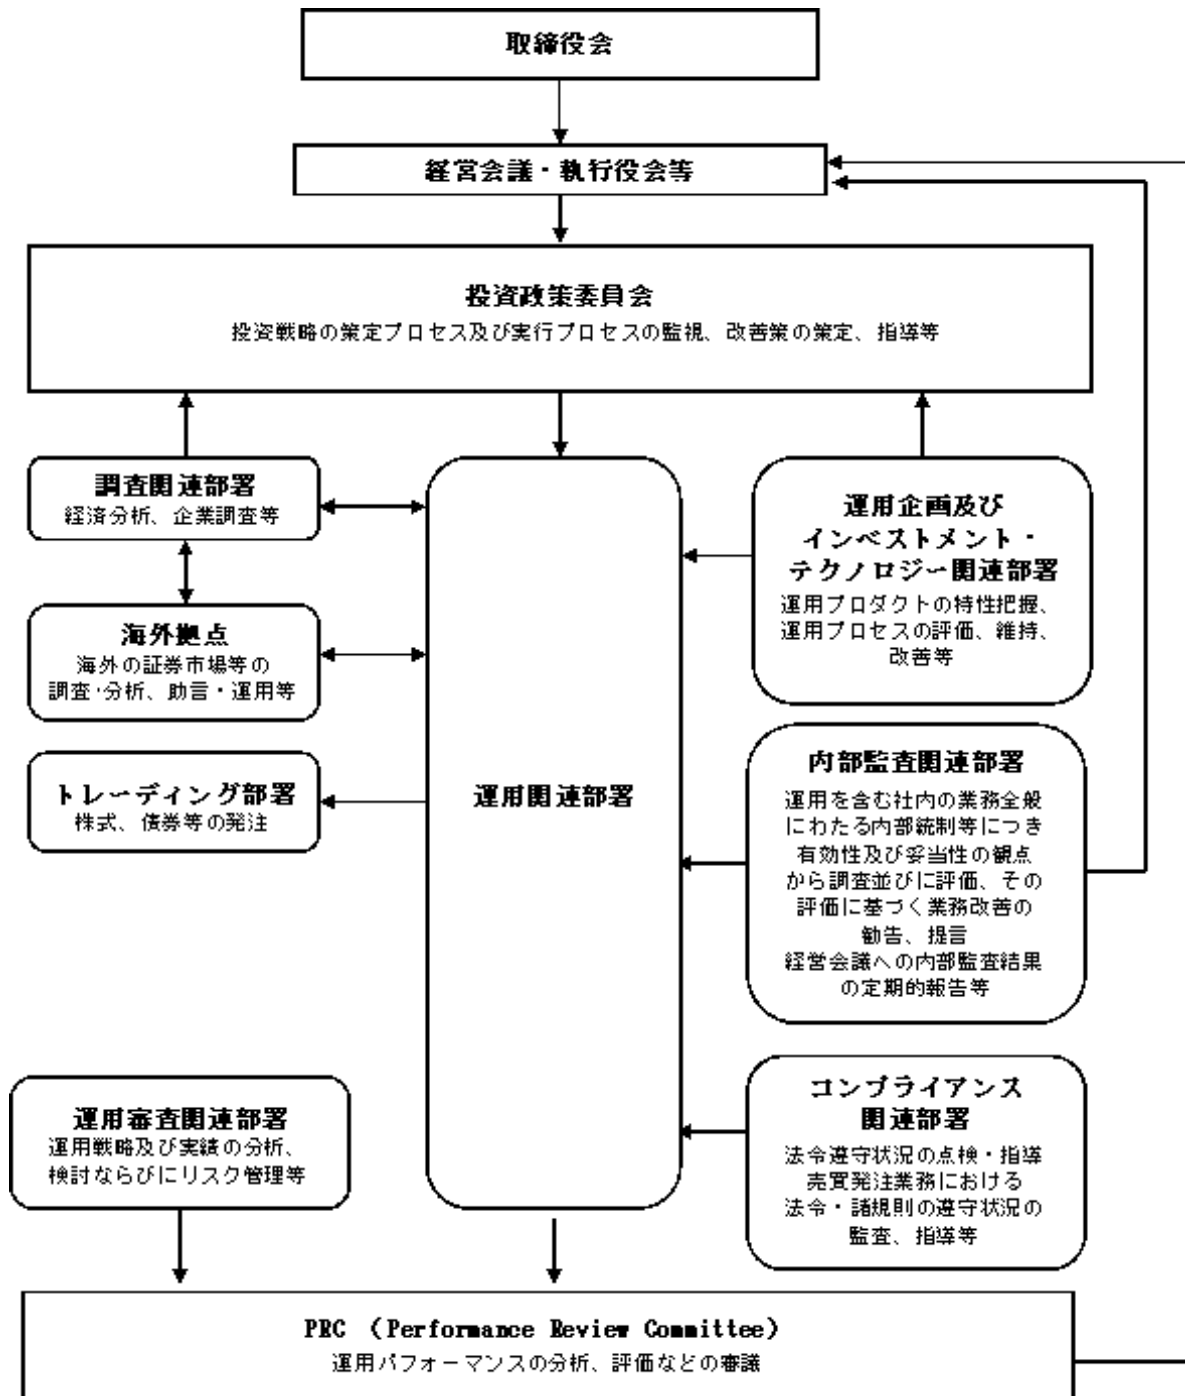 取締役会
経営会議・執行役会等
投資政策委員会
投資戦略の策定プロセス及び実行プロセスの監視、改善策の策定、指導等
調査関連部署
経済分析、企業調査等
海外拠点
海外の証券市場等の
調査・分析、助言・運用等
トレーディング部署
株式、債券等の発注
運用関連部署
運用企画及び
インベストメント・
テクノロジー関連部署
運用プロダクトの特性把握、
運用プロセスの評価、維持、
改善等
内部監査関連部署
運用を含む社内の業務全般
にわたる内部統制等につき
有効性及び妥当性の観点
から調査並びに評価、その
評価に基づく業務改善の
勧告、提言
経営会議への内部監査結果
の定期的報告等
コンプライアンス
関連部署
法令遵守状況の点検・指導
売買発注業務における
法令・諸規則の遵守状況の
監査、指導等
運用審査関連部署
運用戦略及び実績の分析、
検討ならびにリスク管理等
PRC （Performance Review Committee）
運用パフォーマンスの分析、評価などの審議